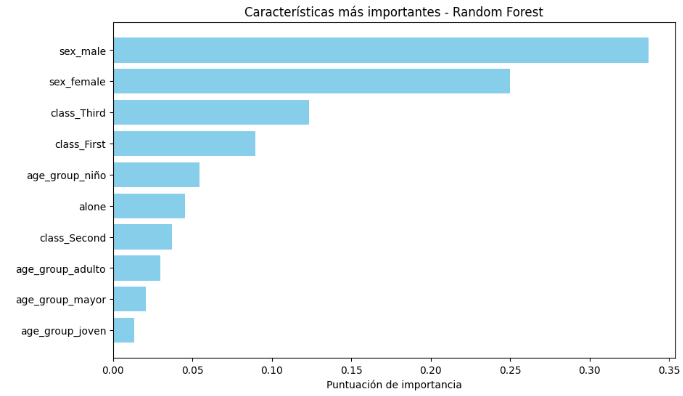 Características más importantes - Random Forest
sex_male
sex_female
class_Third
class_First
age_group_niño
alone
class_Second
age_group_adulto
age_group_mayor
age_group_joven
0.00 0.05 0.10 0.15 0.20 0.25 0.30 0.35
Puntuación de importancia